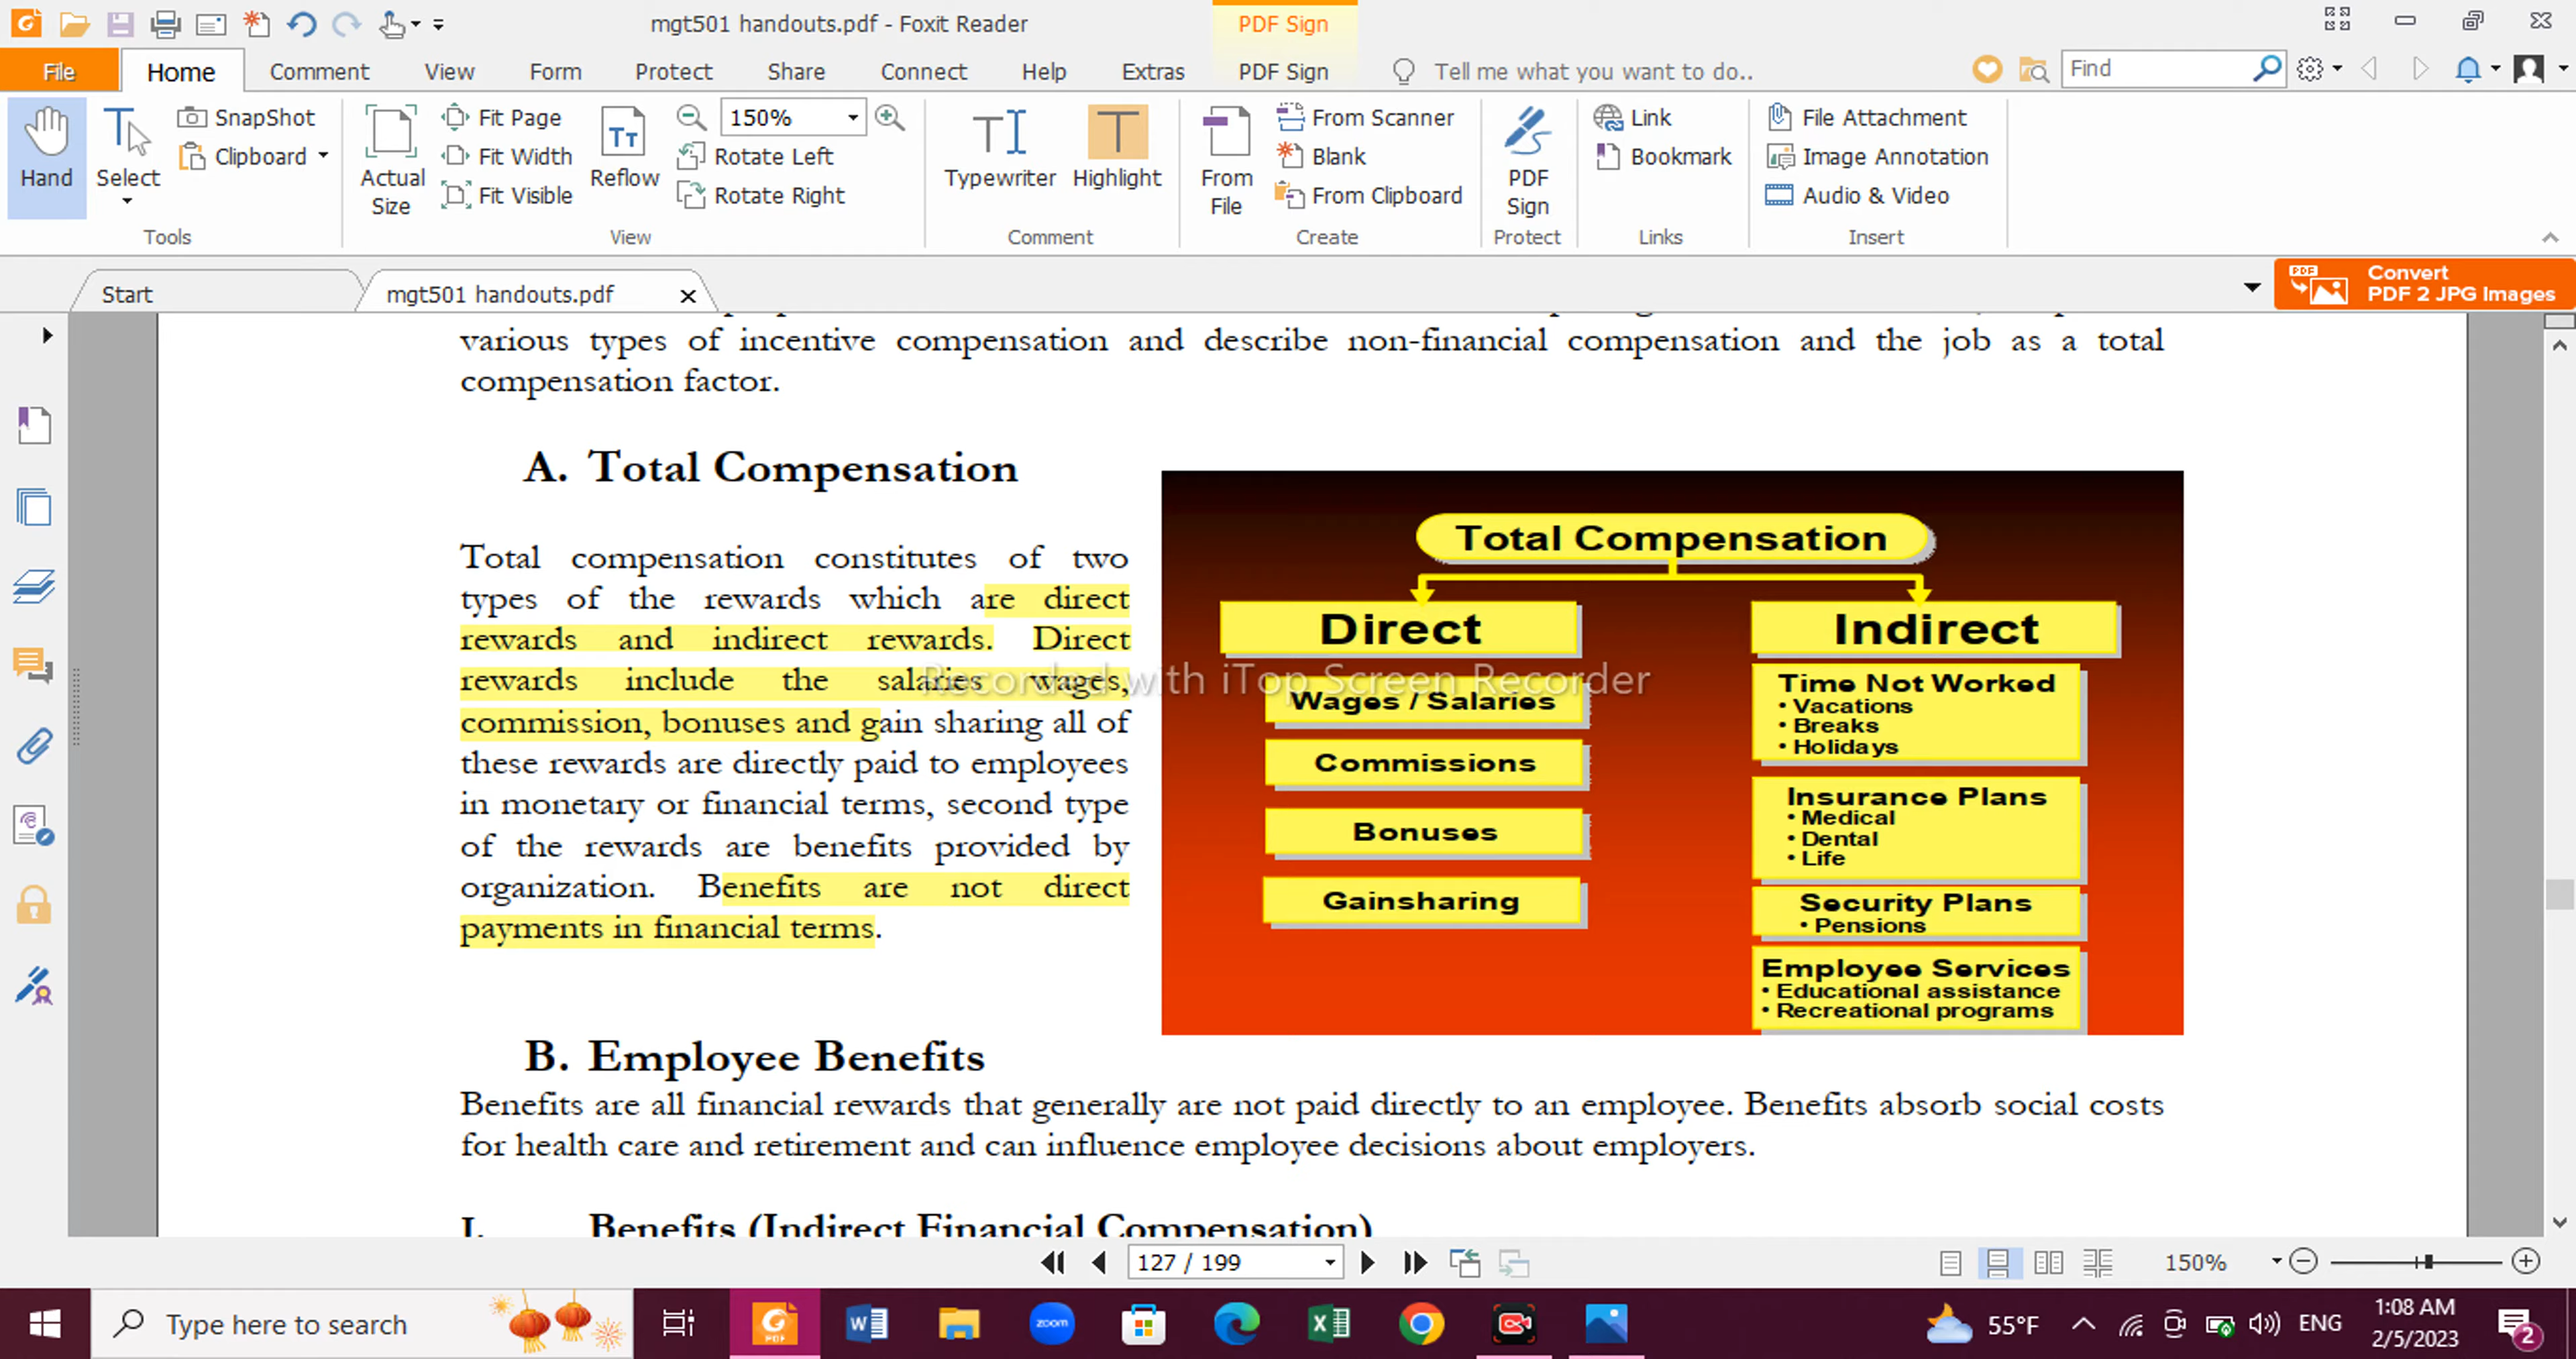 mgt501 handouts.pdf - Foxit Reader
PDF Sign
File
Home
Comment
View
Form
Protect
Share
Connect
Help
Extras
PDF Sign
Tell me what you want to do..
Find
Hand
Select
SnapShot
Clipboard
Tools
Actual
Size
Fit Page
Fit Width
Fit Visible
Reflow
150%
Rotate Left
Rotate Right
View
Typewriter
Highlight
Comment
From
File
From Scanner
Blank
From Clipboard
Create
PDF
Sign
Protect
Link
Bookmark
Links
File Attachment
Image Annotation
Audio & Video
Insert
Start
mgt501 handouts.pdf
PDF
Convert
PDF 2 JPG Images
various types of incentive compensation and describe non-financial compensation and the job as a total
compensation factor.
A. Total Compensation
Total compensation constitutes of two
types of the rewards which are direct
rewards and indirect rewards. Direct
rewards include the salaries wages,
commission, bonuses and gain sharing all of
these rewards are directly paid to employees
in monetary or financial terms, second type
of the rewards are benefits provided by
organization. Benefits are not direct
payments in financial terms.
Total Compensation
Direct
Wages / Salaries
Commissions
Bonuses
Gainsharing
Indirect
Time Not Worked
• Vacations
• Breaks
• Holidays
Insurance Plans
• Medical
• Dental
• Life
Security Plans
• Pensions
Employee Services
• Educational assistance
• Recreational programs
Recorded with iTop Screen Recorder
B. Employee Benefits
Benefits are all financial rewards that generally are not paid directly to an employee. Benefits absorb social costs
for health care and retirement and can influence employee decisions about employers.
I. Benefits (Indirect Financial Compensation)
127 / 199
150%
Type here to search
PDF
zoom
55°F
ENG
1:08 AM
2/5/2023
2